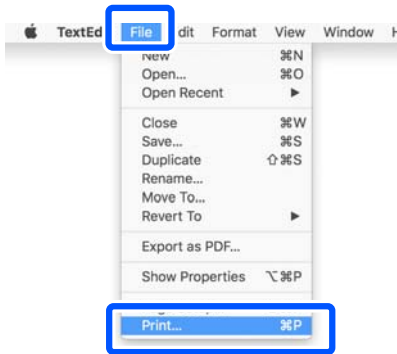 TextEd File dit Format View Window
New ⌘N
Open... ⌘O
Open Recent ▶
Close ⌘W
Save... ⌘S
Duplicate ⇧⌘S
Rename...
Move To...
Revert To ▶
Export as PDF...
Show Properties ⌥⌘P
Print... ⌘P